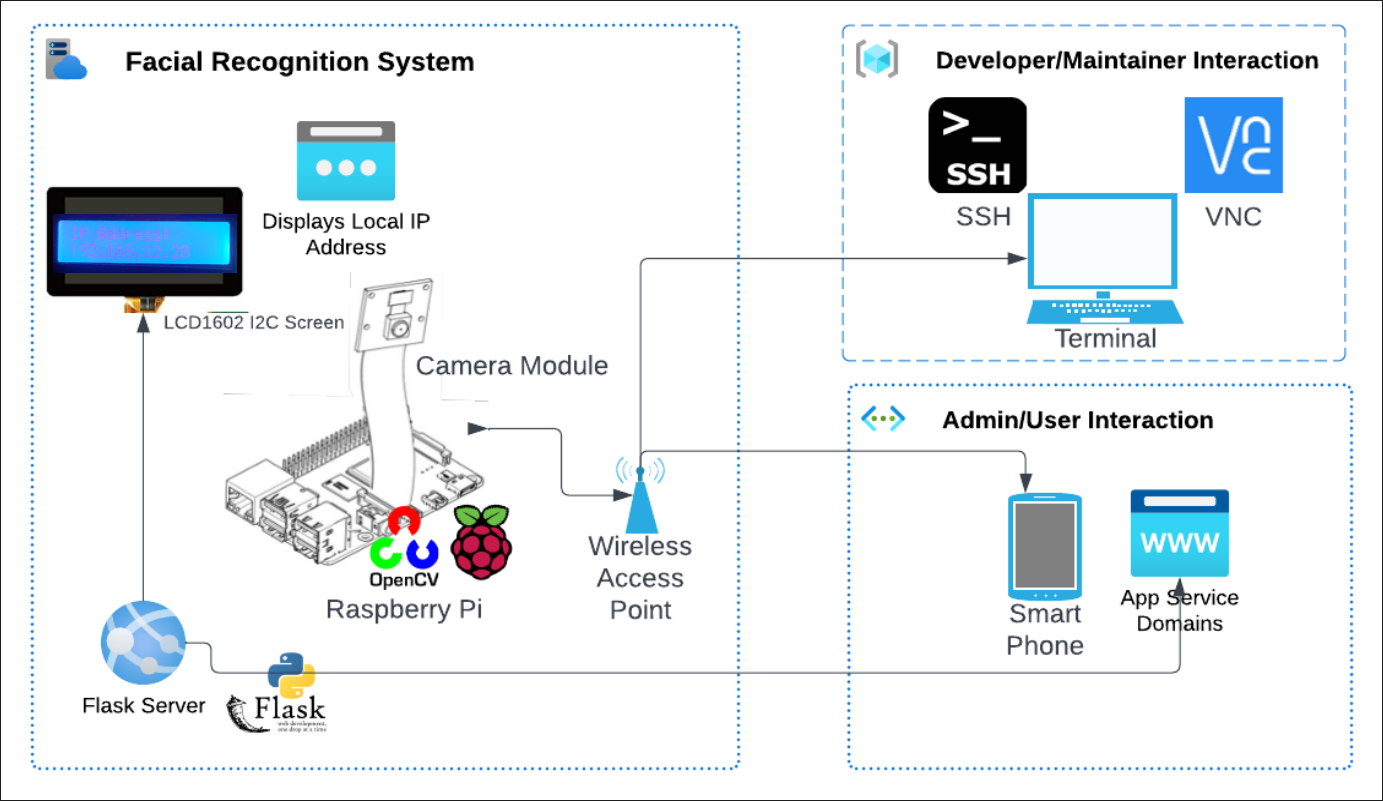 Facial Recognition System
Displays Local IP
Address
IP Address:
192.168.12.20
LCD1602 I2C Screen
Camera Module
OpenCV
Raspberry Pi
Wireless
Access
Point
Flask Server
Flask
web development,
one drop at a time
Developer/Maintainer Interaction
>_
SSH
SSH
VNC
VNC
Terminal
Admin/User Interaction
Smart
Phone
WWW
App Service
Domains